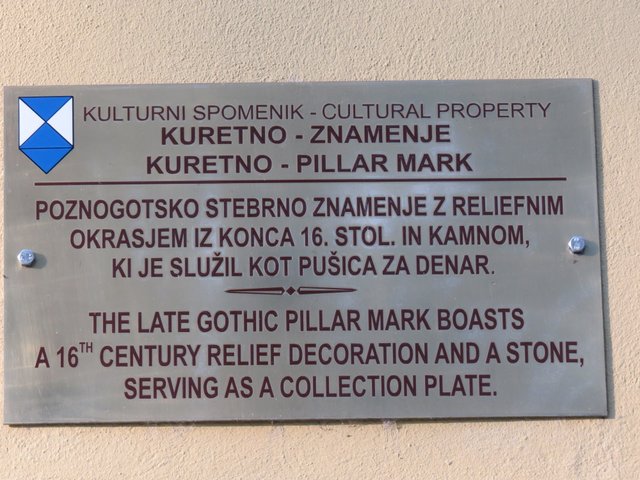 KULTURNI SPOMENIK - CULTURAL PROPERTY
KURETNO - ZNAMENJE
KURETNO - PILLAR MARK
POZNOGOTSKO STEBRNO ZNAMENJE Z RELIEFNIM
OKRASJEM IZ KONCA 16. STOL. IN KAMNOM,
KI JE SLUŽIL KOT PUŠICA ZA DENAR.
THE LATE GOTHIC PILLAR MARK BOASTS
A 16TH CENTURY RELIEF DECORATION AND A STONE,
SERVING AS A COLLECTION PLATE.